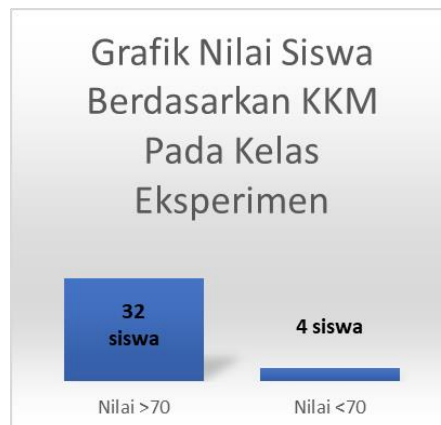 Grafik Nilai Siswa
Berdasarkan KKM
Pada Kelas
Eksperimen
32
siswa
4 siswa
Nilai >70
Nilai <70